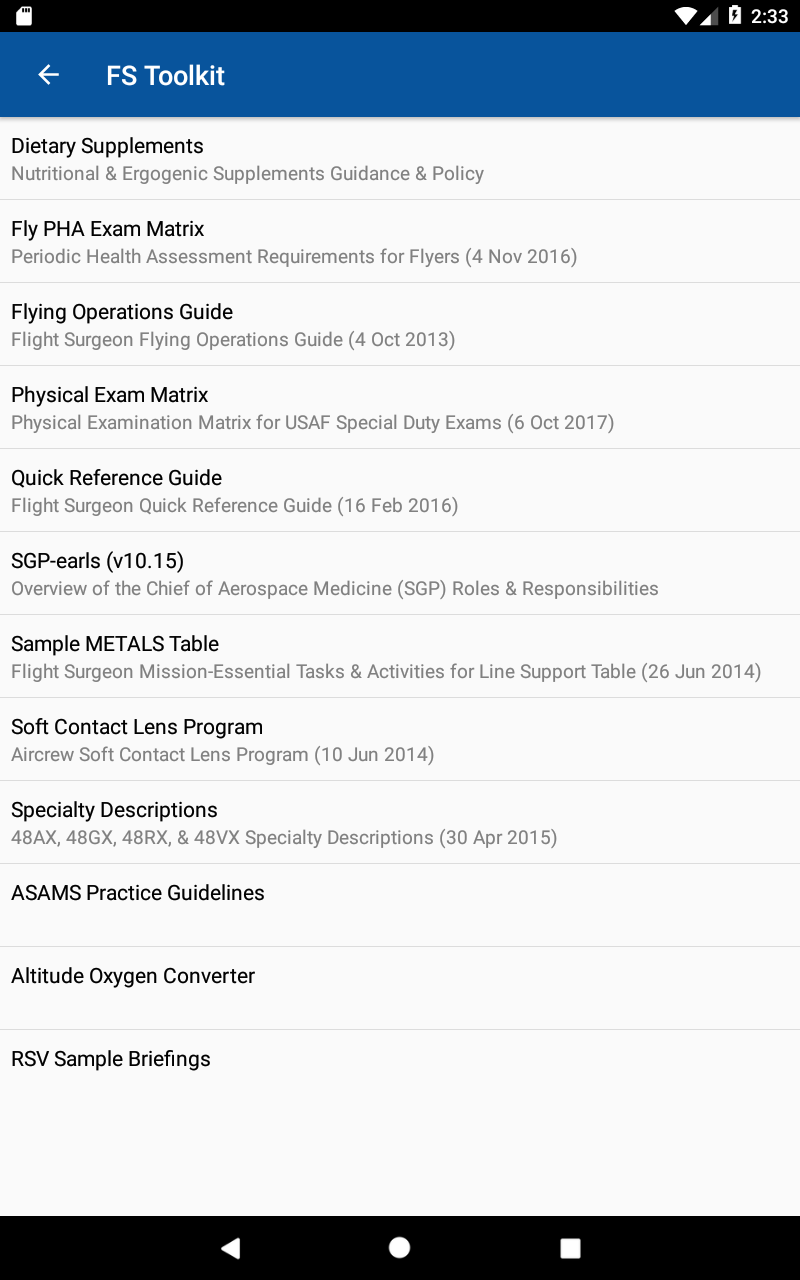 2:33
FS Toolkit
Dietary Supplements
Nutritional & Ergogenic Supplements Guidance & Policy
Fly PHA Exam Matrix
Periodic Health Assessment Requirements for Flyers (4 Nov 2016)
Flying Operations Guide
Flight Surgeon Flying Operations Guide (4 Oct 2013)
Physical Exam Matrix
Physical Examination Matrix for USAF Special Duty Exams (6 Oct 2017)
Quick Reference Guide
Flight Surgeon Quick Reference Guide (16 Feb 2016)
SGP-earls (v10.15)
Overview of the Chief of Aerospace Medicine (SGP) Roles & Responsibilities
Sample METALS Table
Flight Surgeon Mission-Essential Tasks & Activities for Line Support Table (26 Jun 2014)
Soft Contact Lens Program
Aircrew Soft Contact Lens Program (10 Jun 2014)
Specialty Descriptions
48AX, 48GX, 48RX, & 48VX Specialty Descriptions (30 Apr 2015)
ASAMS Practice Guidelines
Altitude Oxygen Converter
RSV Sample Briefings